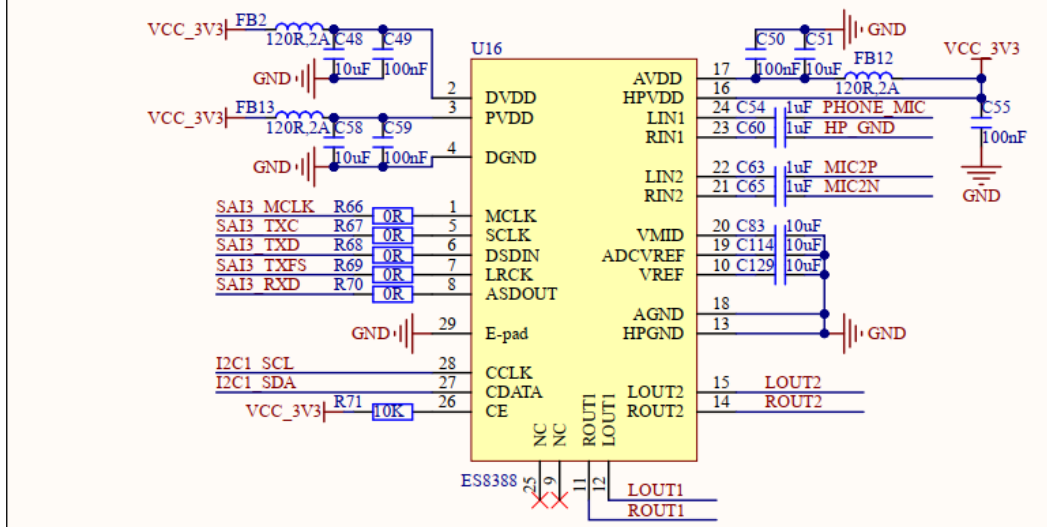 VCC_3V3 FB2
120R,2A C48 C49
10uF 100nF
GND
VCC_3V3 FB13
120R,2A C58 C59
10uF 100nF
GND
U16
2 DVDD
3 PVDD
4 DGND
SAI3_MCLK R66 0R 1 MCLK
SAI3_TXC R67 0R 5 SCLK
SAI3_TXD R68 0R 6 DSDIN
SAI3_TXFS R69 0R 7 LRCK
SAI3_RXD R70 0R 8 ASDOUT
GND 29 E-pad
I2C1_SCL 28 CCLK
I2C1_SDA 27 CDATA
VCC_3V3 R71 10K 26 CE
C50 C51 GND
100nF 10uF
FB12 VCC_3V3
120R,2A
C55
100nF
GND
AVDD 17
HPVDD 16
LIN1 24 C54 1uF PHONE_MIC
RIN1 23 C60 1uF HP_GND
LIN2 22 C63 1uF MIC2P
RIN2 21 C65 1uF MIC2N
VMID 20 C83 10uF
ADCVREF 19 C114 10uF
VREF 10 C129 10uF
AGND 18
HPGND 13 GND
LOUT2 15 LOUT2
ROUT2 14 ROUT2
NC NC ROUT1 LOUT1
ES8388 25 9 11 12
LOUT1
ROUT1